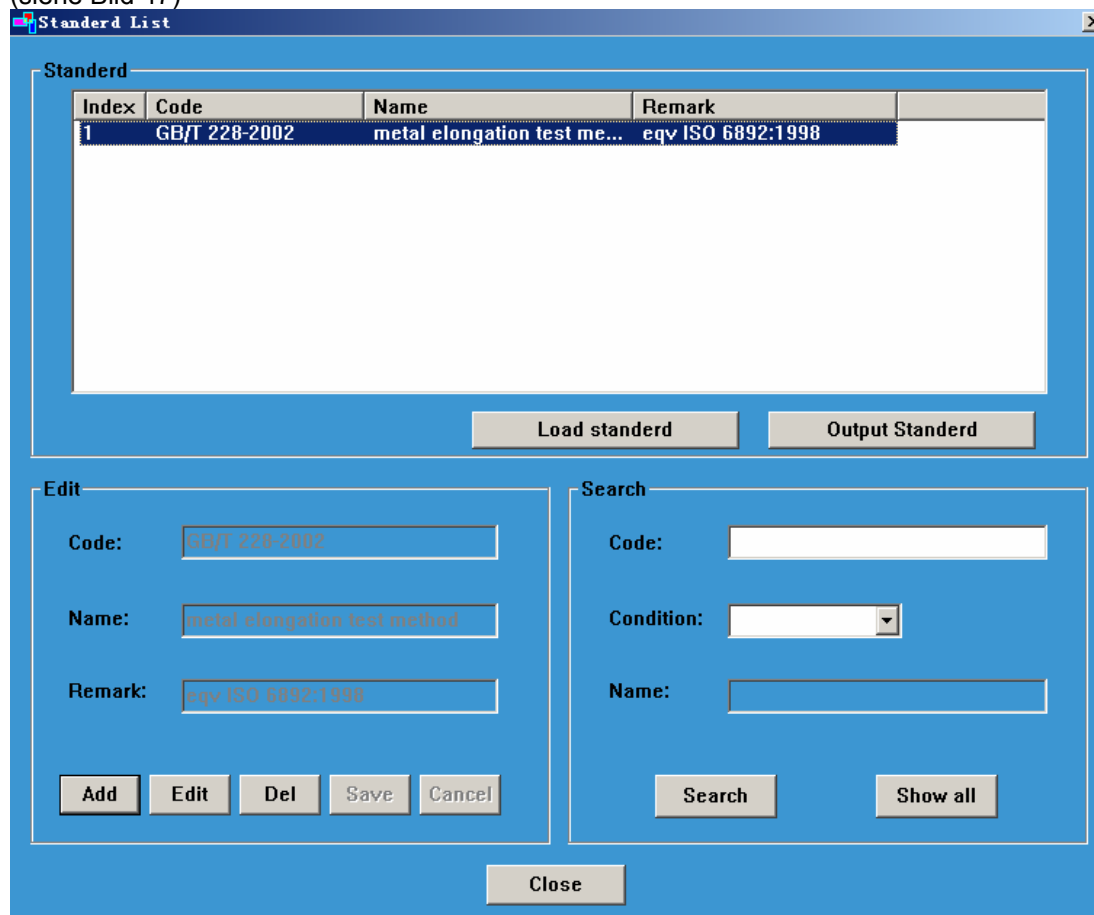 (siehe Bild 47)
Standerd List
Standerd
Index Code Name Remark
1 GB/T 228-2002 metal elongation test me... eqv ISO 6892:1998
Load standerd Output Standerd
Edit
Code: GB/T 228-2002
Name: metal elongation test method
Remark: eqv ISO 6892:1998
Add Edit Del Save Cancel
Search
Code:
Condition:
Name:
Search Show all
Close